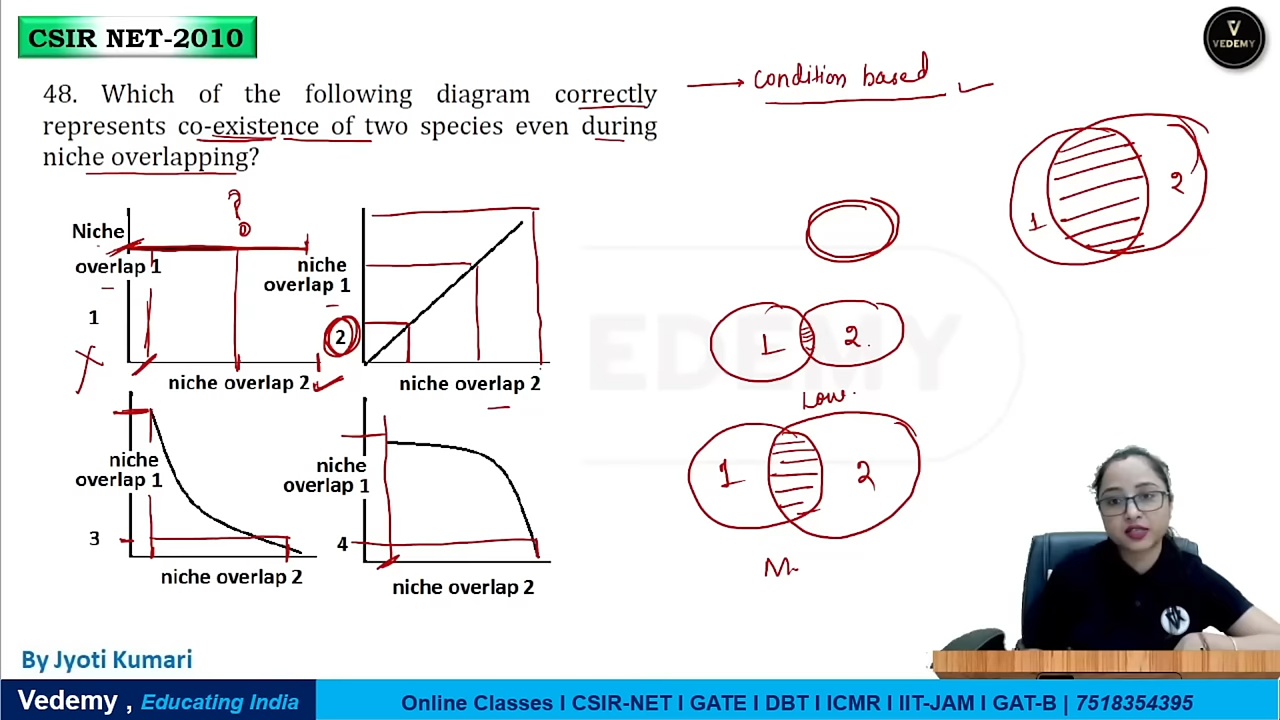 CSIR NET-2010
VEDEMY
condition based
48. Which of the following diagram correctly
represents co-existence of two species even during
niche overlapping?
1
2
Niche
overlap 1
1
niche overlap 2
niche
overlap 1
2
niche overlap 2
1 2
Low
niche
overlap 1
3
niche overlap 2
niche
overlap 1
4
niche overlap 2
1 2
VEDEMY
By Jyoti Kumari
Vedemy , Educating India
Online Classes I CSIR-NET I GATE I DBT I ICMR I IIT-JAM I GAT-B | 7518354395